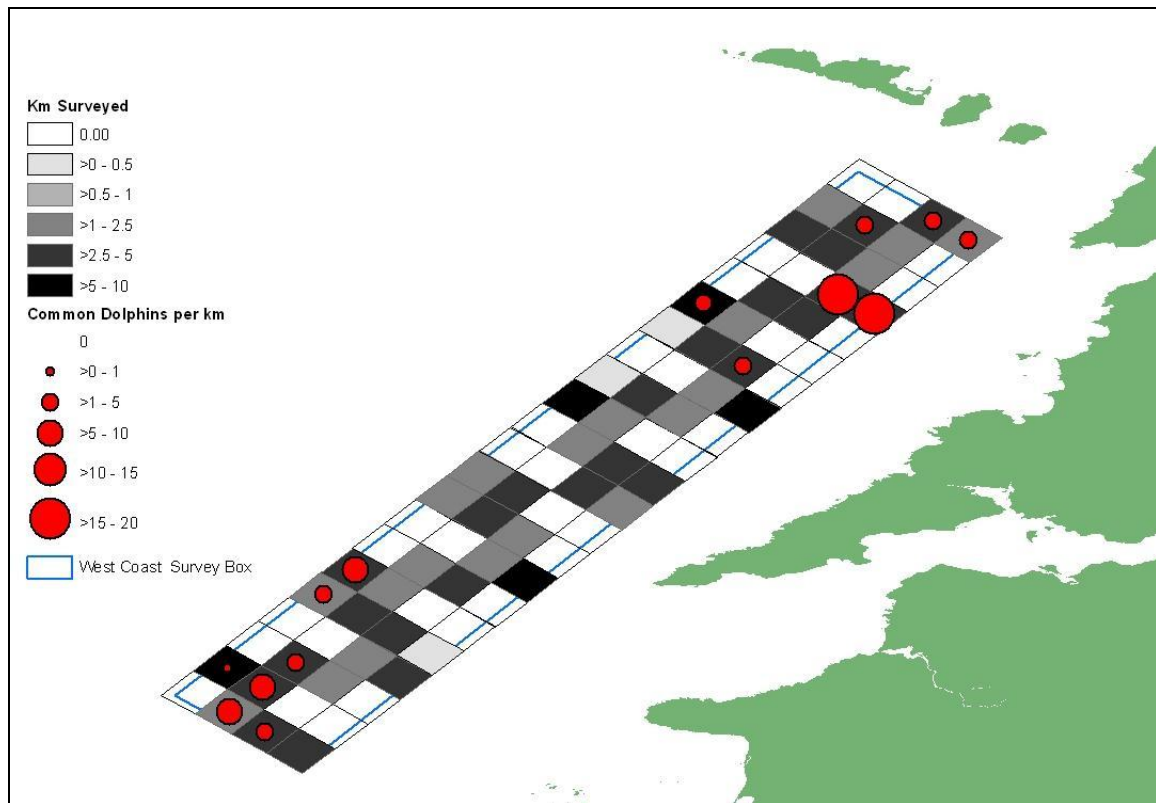 Km Surveyed
0.00
>0 - 0.5
>0.5 - 1
>1 - 2.5
>2.5 - 5
>5 - 10
Common Dolphins per km
0
>0 - 1
>1 - 5
>5 - 10
>10 - 15
>15 - 20
West Coast Survey Box